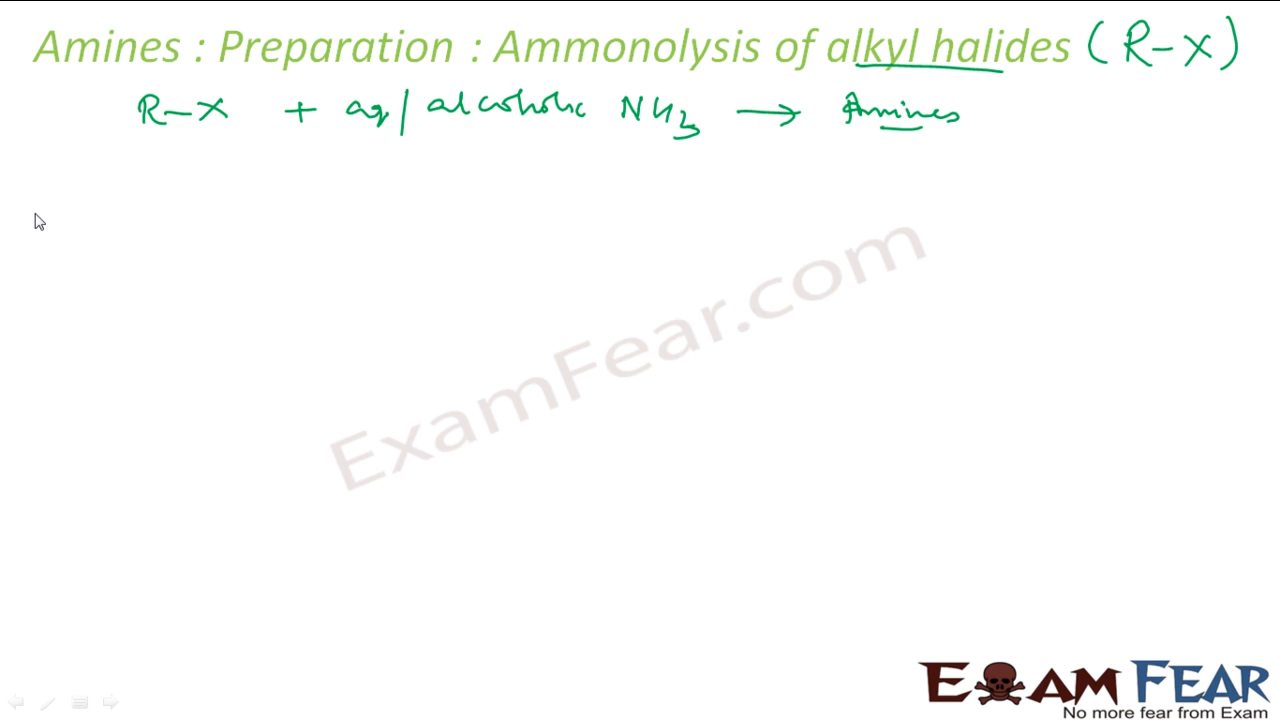 Amines : Preparation : Ammonolysis of alkyl halides (R-X)
R-X + aq/alcoholic NH3 → Amines
ExamFear.com
EXAM FEAR
No more fear from Exam